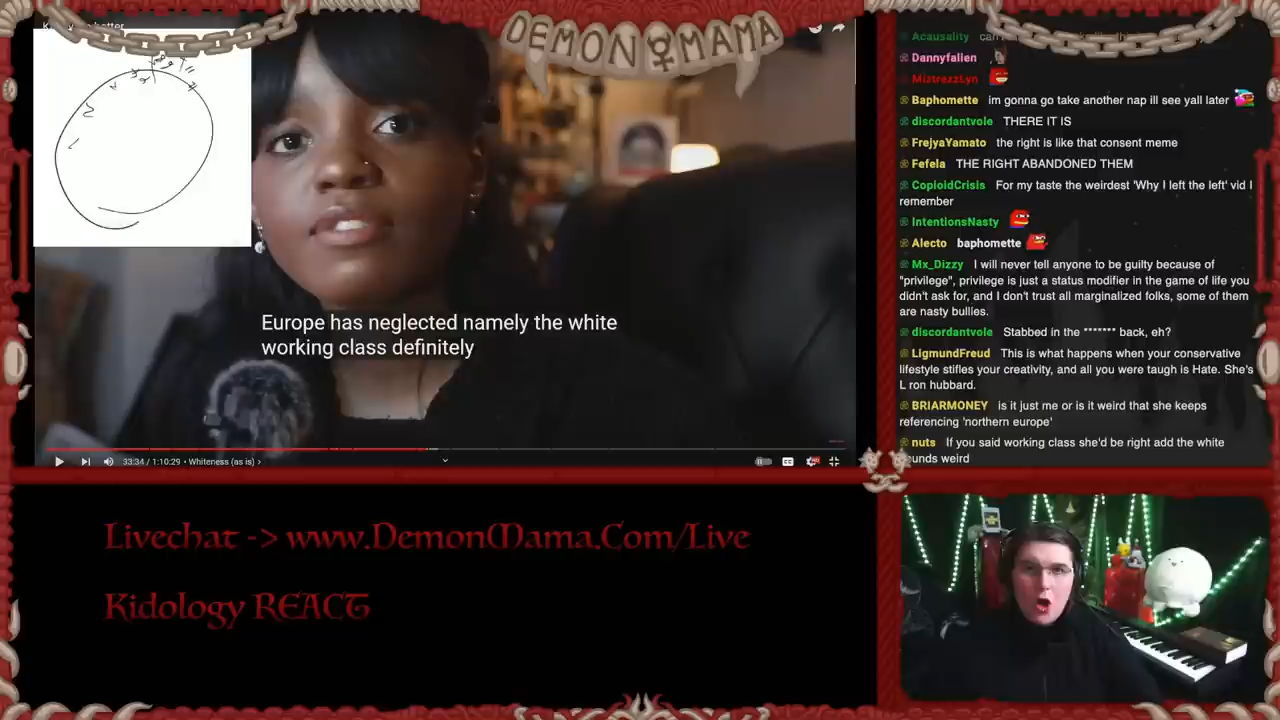 DEMON MAMA
Europe has neglected namely the white
working class definitely
33:34 / 1:10:29 • Whiteness (as is) ›
Livechat -> www.DemonMama.Com/Live
Kidology REACT
Acausality
Dannyfallen
MiztrezzLyn
Baphomette im gonna go take another nap ill see yall later
discordantvole THERE IT IS
FrejyaYamato the right is like that consent meme
Fefela THE RIGHT ABANDONED THEM
CopioidCrisis For my taste the weirdest 'Why I left the left' vid I
remember
IntentionsNasty
Alecto baphomette
Mx_Dizzy I will never tell anyone to be guilty because of
"privilege", privilege is just a status modifier in the game of life you
didn't ask for, and I don't trust all marginalized folks, some of them
are nasty bullies.
discordantvole Stabbed in the ******* back, eh?
LigmundFreud This is what happens when your conservative
lifestyle stifles your creativity, and all you were taugh is Hate. She's
L ron hubbard.
BRIARMONEY is it just me or is it weird that she keeps
referencing 'northern europe'
nuts If you said working class she'd be right add the white
ounds weird